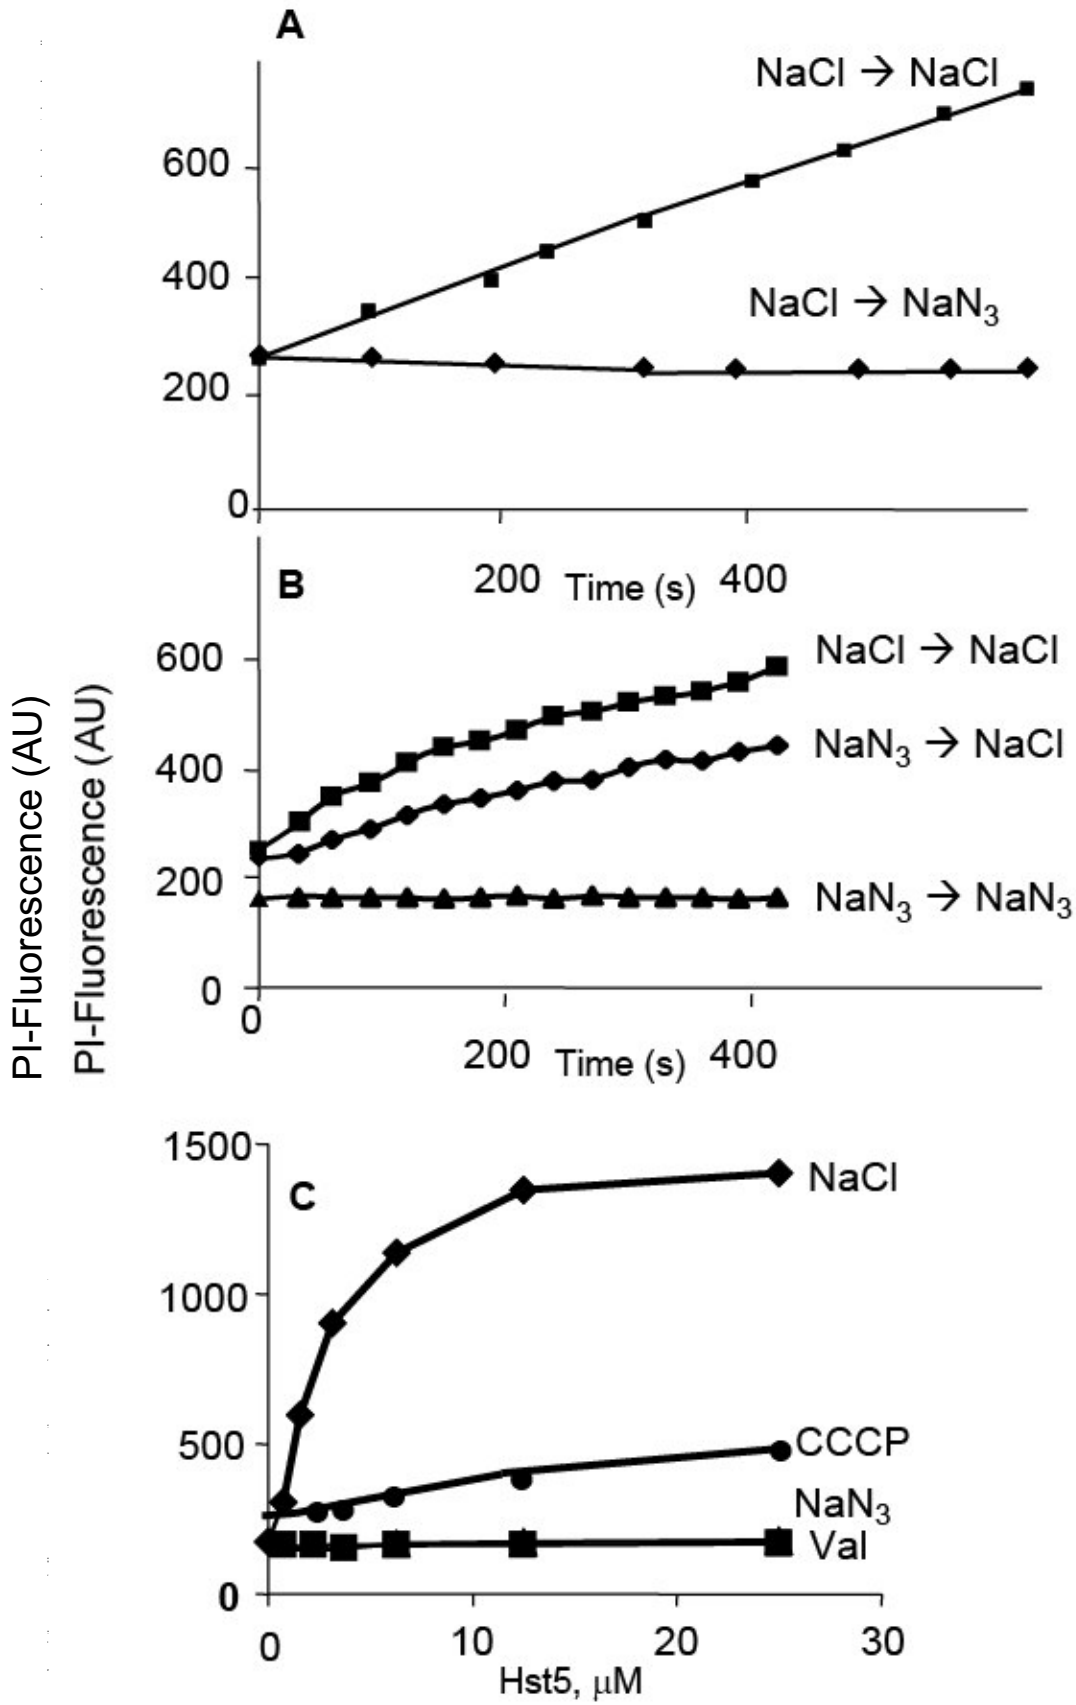 A
NaCl → NaCl
600
400
NaCl → NaN3
200
0
200 Time (s) 400
B
600
NaCl → NaCl
NaN3 → NaCl
400
200
NaN3 → NaN3
0
0
200 Time (s) 400
PI-Fluorescence (AU)
PI-Fluorescence (AU)
1500
C
NaCl
1000
500
CCCP
NaN3
Val
0
0 10 20 30
Hst5, μM